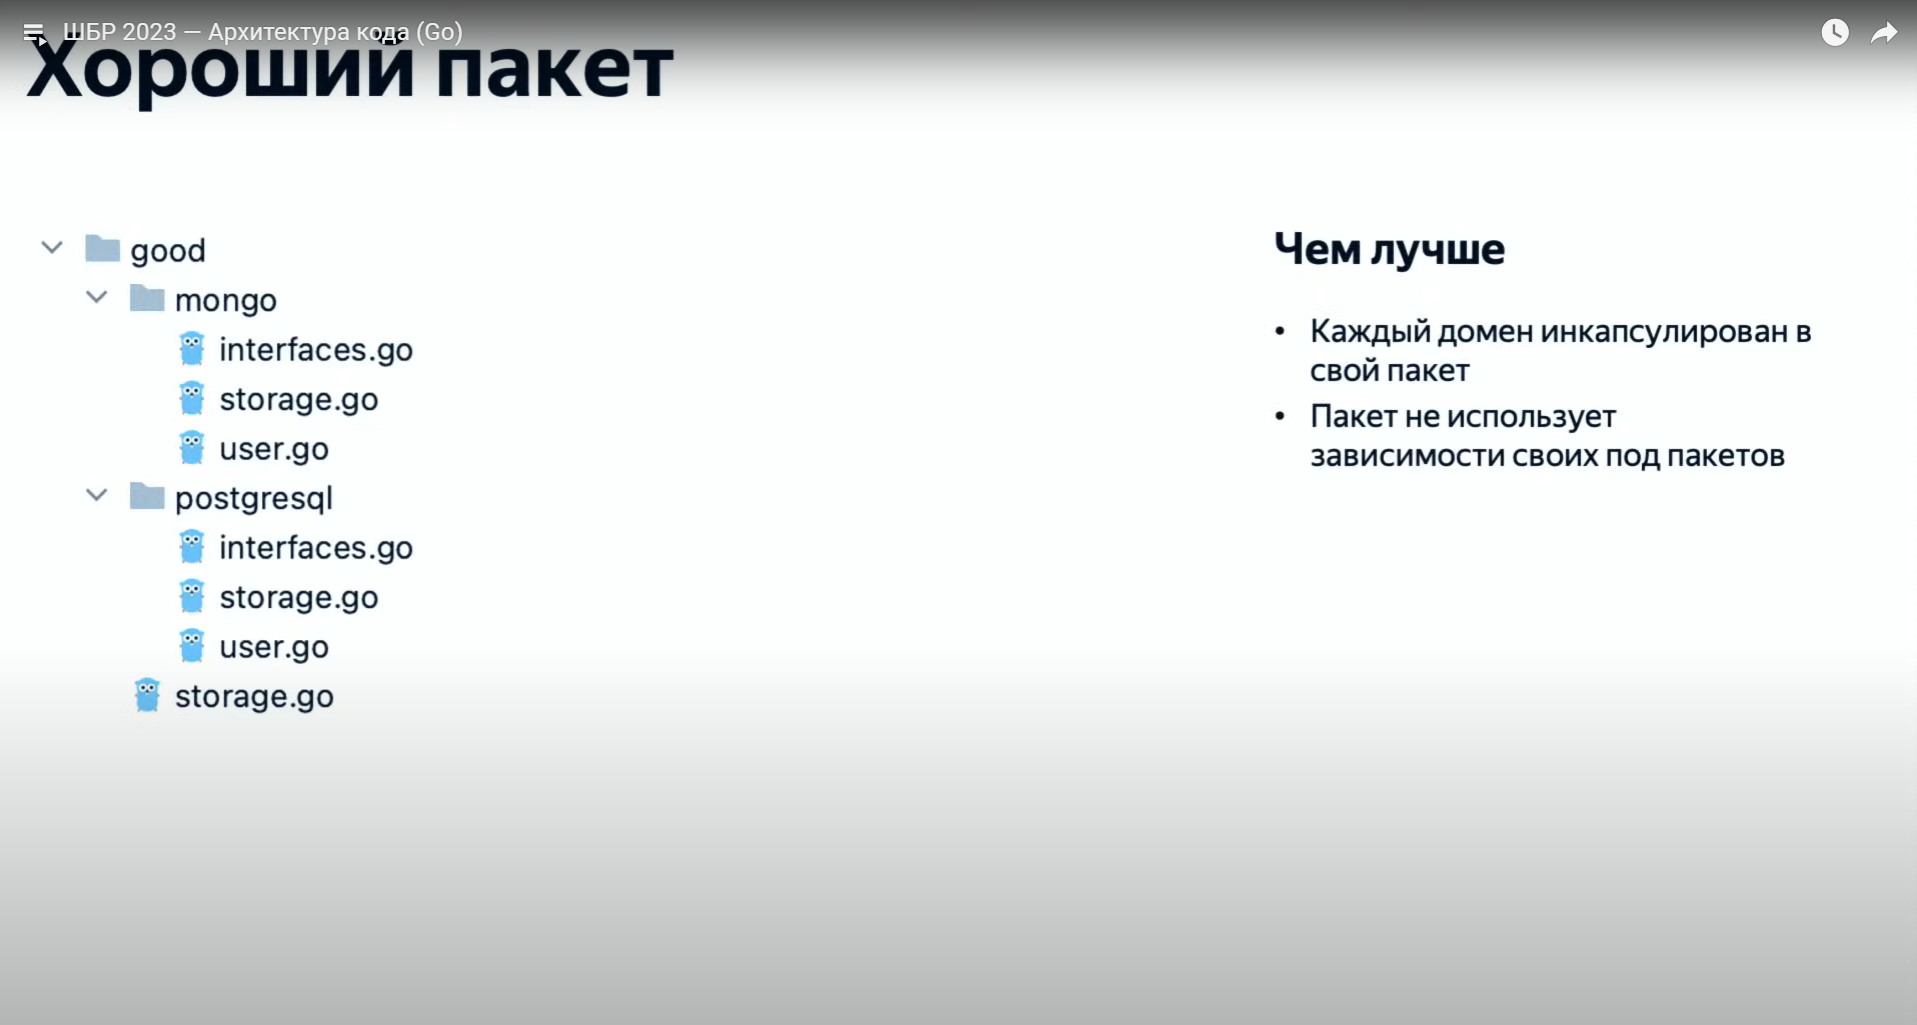 ШБР 2023 — Архитектура кода (Go)
Хороший пакет
good
mongo
interfaces.go
storage.go
user.go
postgresql
interfaces.go
storage.go
user.go
storage.go
Чем лучше
• Каждый домен инкапсулирован в
свой пакет
• Пакет не использует
зависимости своих под пакетов